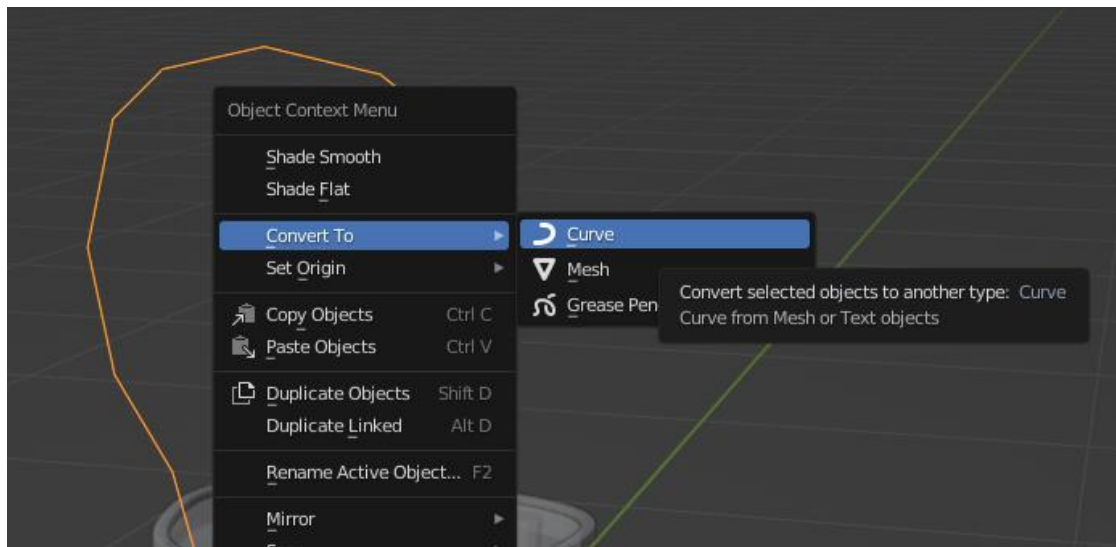 Object Context Menu
Shade Smooth
Shade Flat
Convert To
Set Origin
Copy Objects Ctrl C
Paste Objects Ctrl V
Duplicate Objects Shift D
Duplicate Linked Alt D
Rename Active Object... F2
Mirror
Curve
Mesh
Grease Pen
Convert selected objects to another type: Curve
Curve from Mesh or Text objects